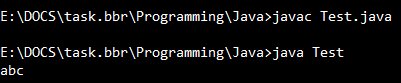 E:\DOCS\task.bbr\Programming\Java>javac Test.java
E:\DOCS\task.bbr\Programming\Java>java Test
abc